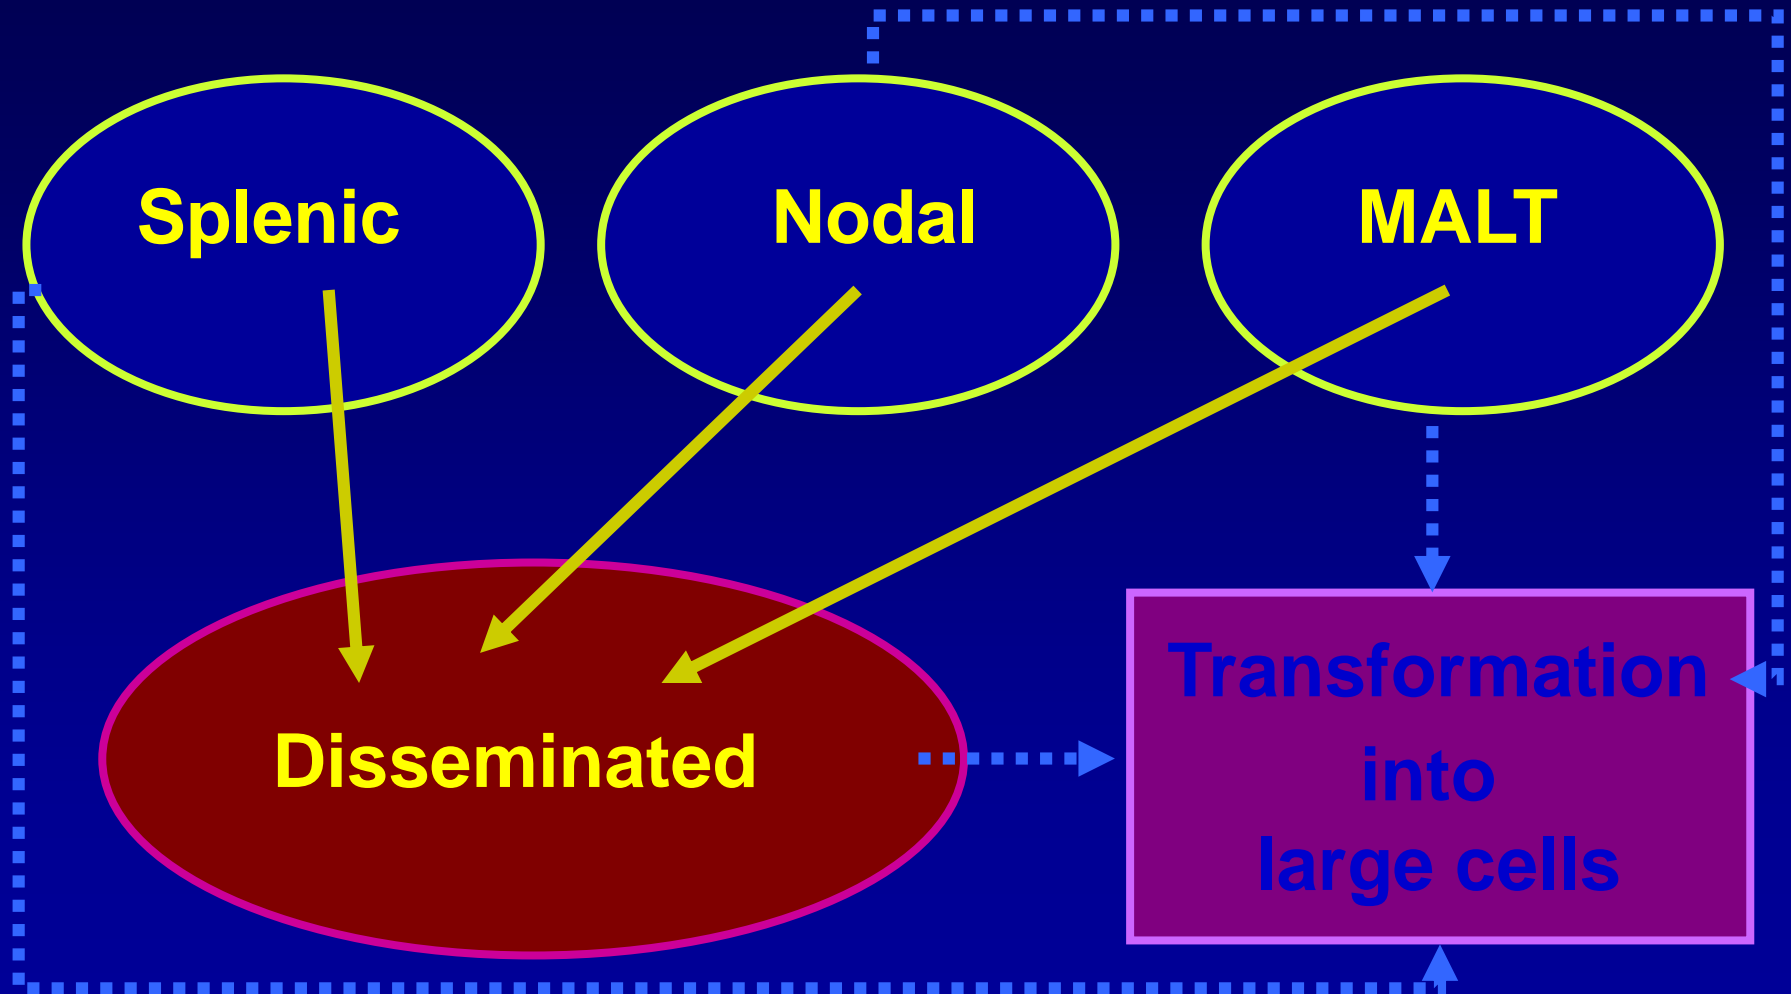 Splenic
Nodal
MALT
Disseminated
Transformation
into
large cells